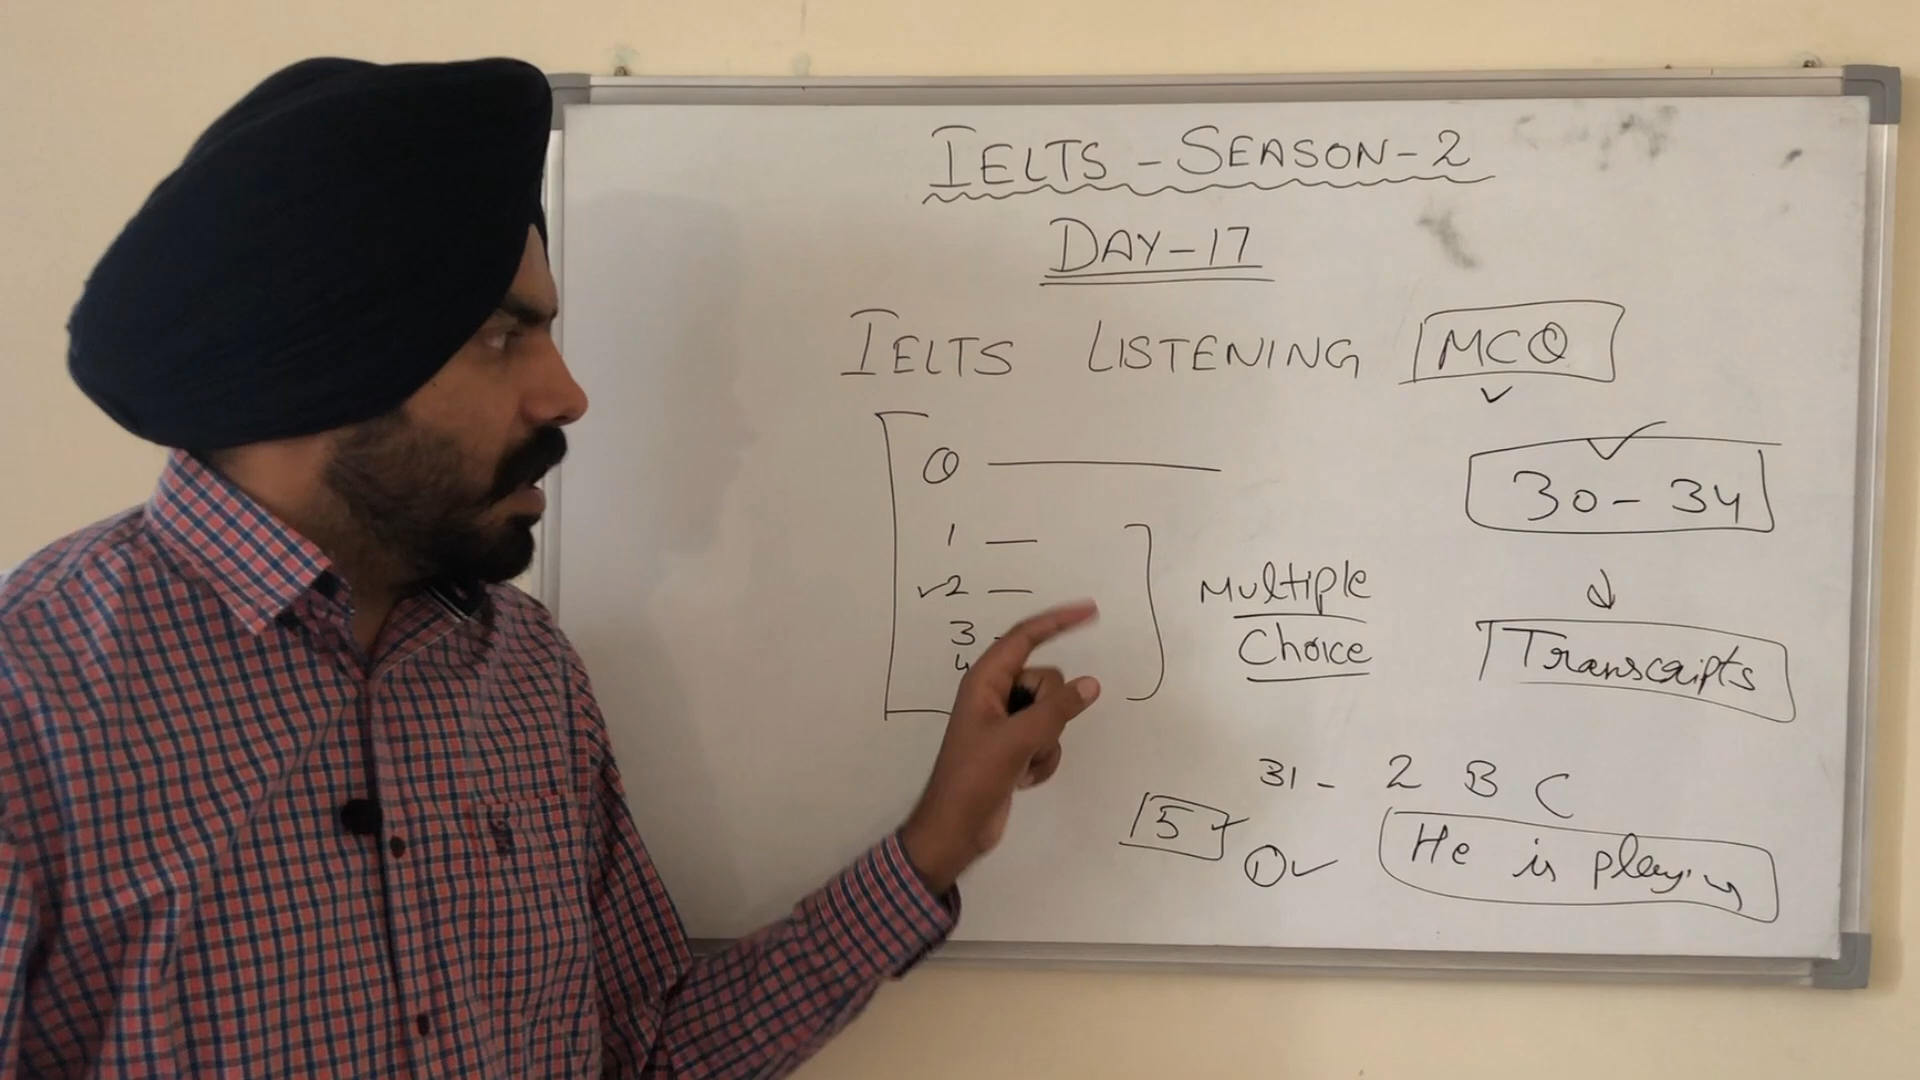 IELTS - SEASON - 2
DAY - 17
IELTS LISTENING MCQ
Q
1
2
3
4
Multiple
Choice
30 - 34
Transcripts
31 - 2 B C
5
1
He is playing